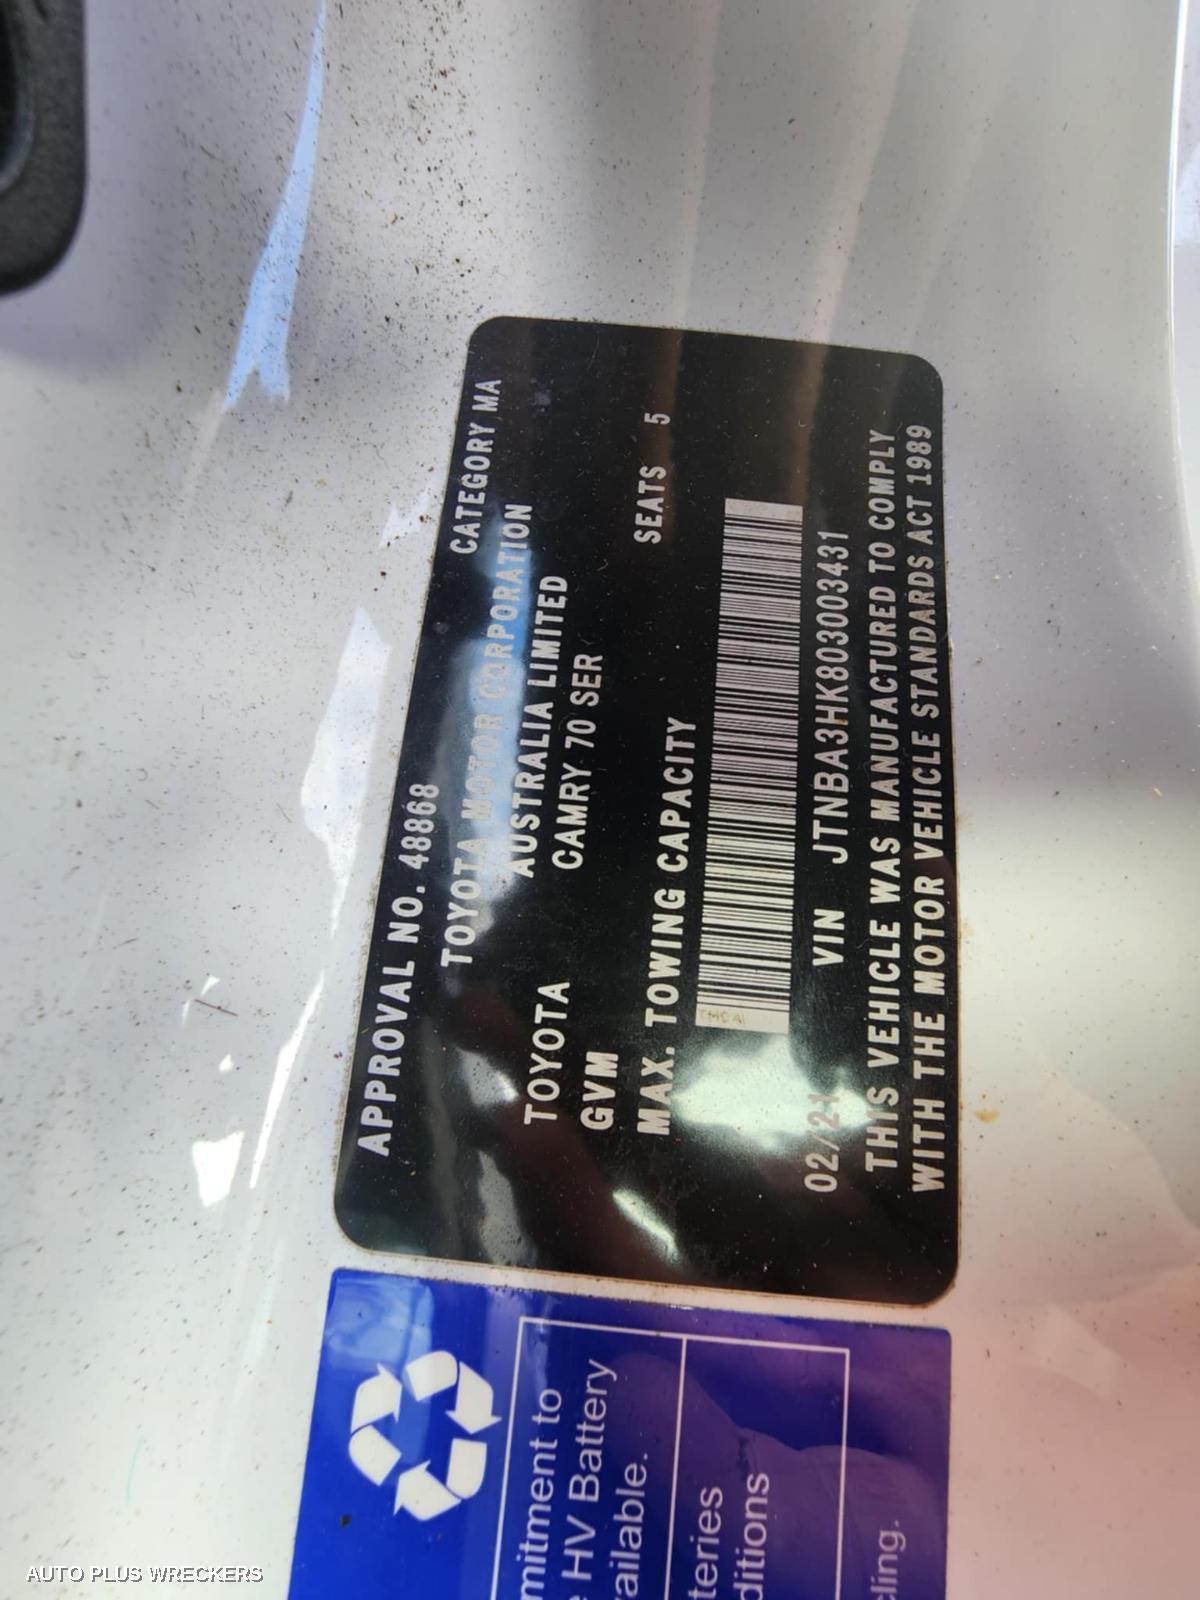 APPROVAL NO. 48868 CATEGORY MA
TOYOTA MOTOR CORPORATION
AUSTRALIA LIMITED
TOYOTA CAMRY 70 SER
GVM SEATS 5
MAX. TOWING CAPACITY
TMCA
02/21 VIN JTNBA3HK803003431
THIS VEHICLE WAS MANUFACTURED TO COMPLY
WITH THE MOTOR VEHICLE STANDARDS ACT 1989
mitment to
HV Battery
ailable.
teries
ditions
cling.
AUTO PLUS WRECKERS